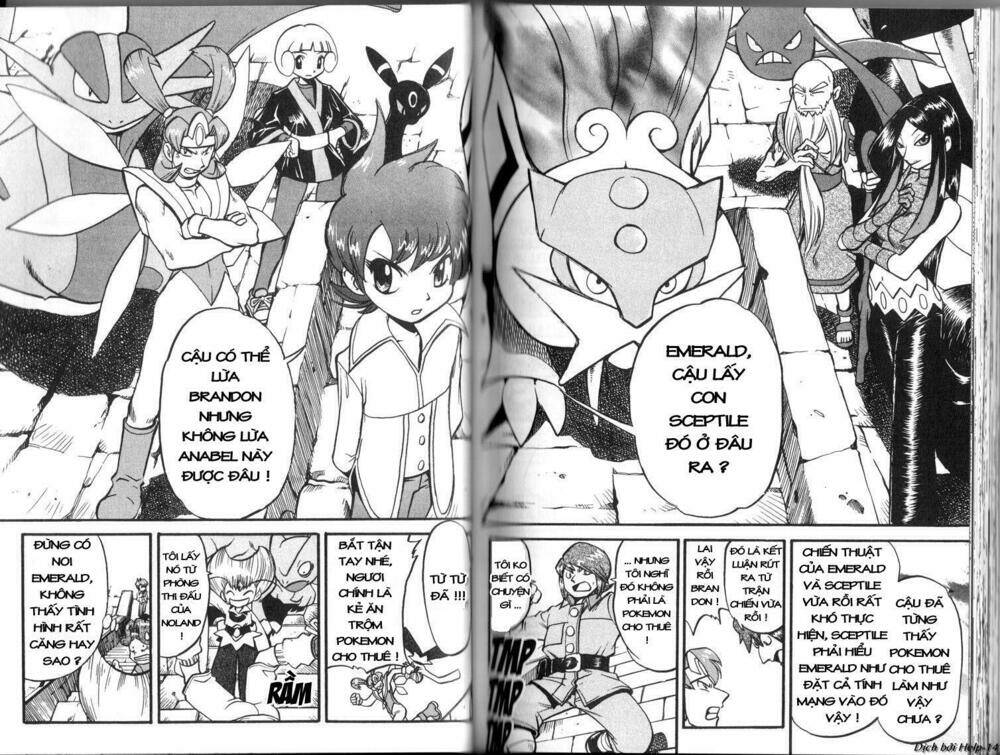 EMERALD,
CẬU LẤY
CON
SCEPTILE
ĐÓ Ở ĐÂU
RA ?
CẬU CÓ THỂ
LỪA
BRANDON
NHƯNG
KHÔNG LỪA
ANABEL NÀY
ĐƯỢC ĐÂU !
CẬU ĐÃ
TỪNG
THẤY
POKEMON
CHO THUÊ
LÀM NHƯ
VẬY
CHƯA ?
CHIẾN THUẬT
CỦA EMERALD
VÀ SCEPTILE
VỪA RỒI RẤT
KHÓ THỰC
HIỆN, SCEPTILE
PHẢI HIỂU
EMERALD NHƯ
ĐẶT CẢ TÍNH
MẠNG VÀO ĐÓ
VẬY !
ĐÓ LÀ KẾT
LUẬN RÚT
RA TỪ
TRẬN
CHIẾN VỪA
RỒI !
LAI
VẬY
RỒI
BRAN
DON !
... NHƯNG
TÔI NGHĨ
ĐÓ KHÔNG
PHẢI LÀ
POKEMON
CHO THUÊ !
TÔI KO
BIẾT CÓ
CHUYỆN
GÌ ...
TMP
TMP
TMP
TỪ TỪ
ĐÃ !!!
BẮT TẬN
TAY NHÉ,
NGƯƠI
CHÍNH LÀ
KẺ ĂN
TRỘM
POKEMON
CHO THUÊ !
TÔI LẤY
NÓ TỪ
PHÒNG
THI ĐẤU
CỦA
NOLAND !
RẦM
ĐỪNG CÓ
NOI
EMERALD,
KHÔNG
THẤY TÌNH
HÌNH RẤT
CĂNG HAY
SAO ?